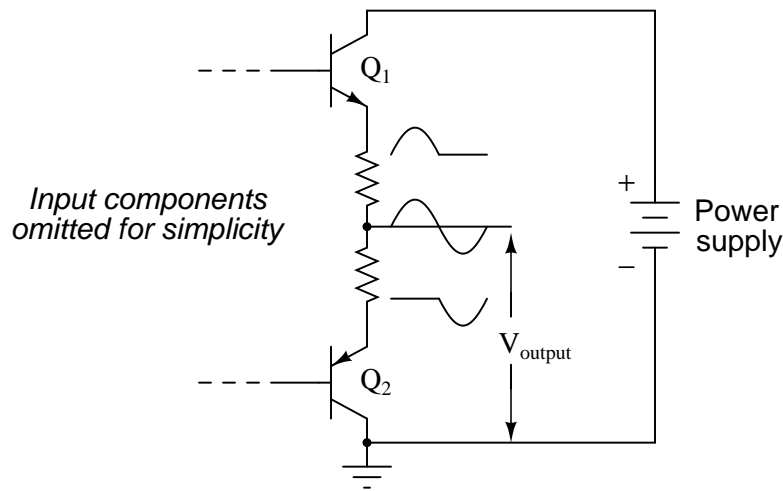 Q1
Input components
omitted for simplicity
+
Power
supply
−
Voutput
Q2